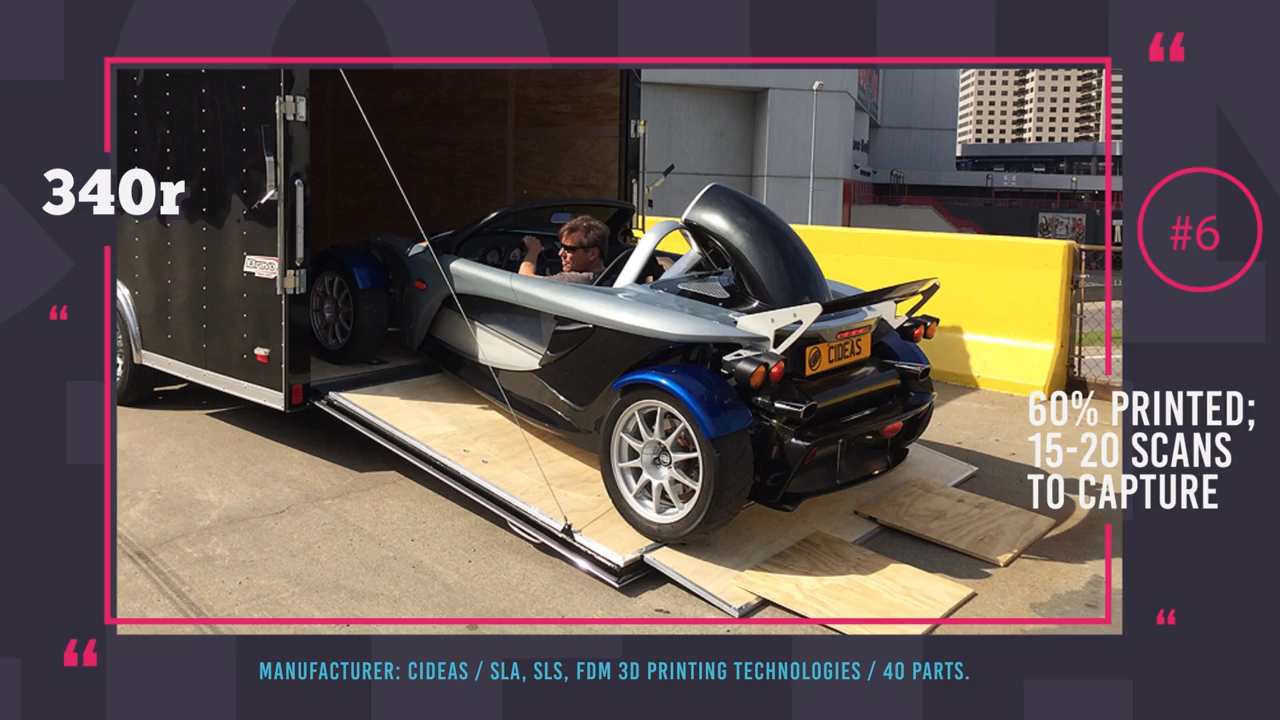 340r
#6
CIDEAS
60% PRINTED;
15-20 SCANS
TO CAPTURE
MANUFACTURER: CIDEAS / SLA, SLS, FDM 3D PRINTING TECHNOLOGIES / 40 PARTS.